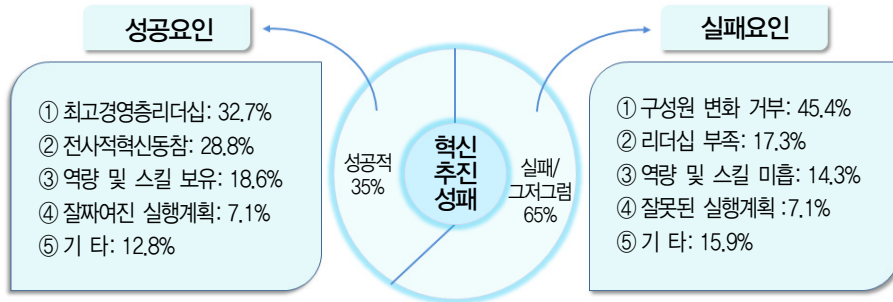 성공요인
① 최고경영층리더십: 32.7%
② 전사적혁신동참: 28.8%
③ 역량 및 스킬 보유: 18.6%
④ 잘짜여진 실행계획: 7.1%
⑤ 기 타: 12.8%
성공적
35%
혁신
추진
성패
실패/
그저그럼
65%
실패요인
① 구성원 변화 거부: 45.4%
② 리더십 부족: 17.3%
③ 역량 및 스킬 미흡: 14.3%
④ 잘못된 실행계획 :7.1%
⑤ 기 타: 15.9%